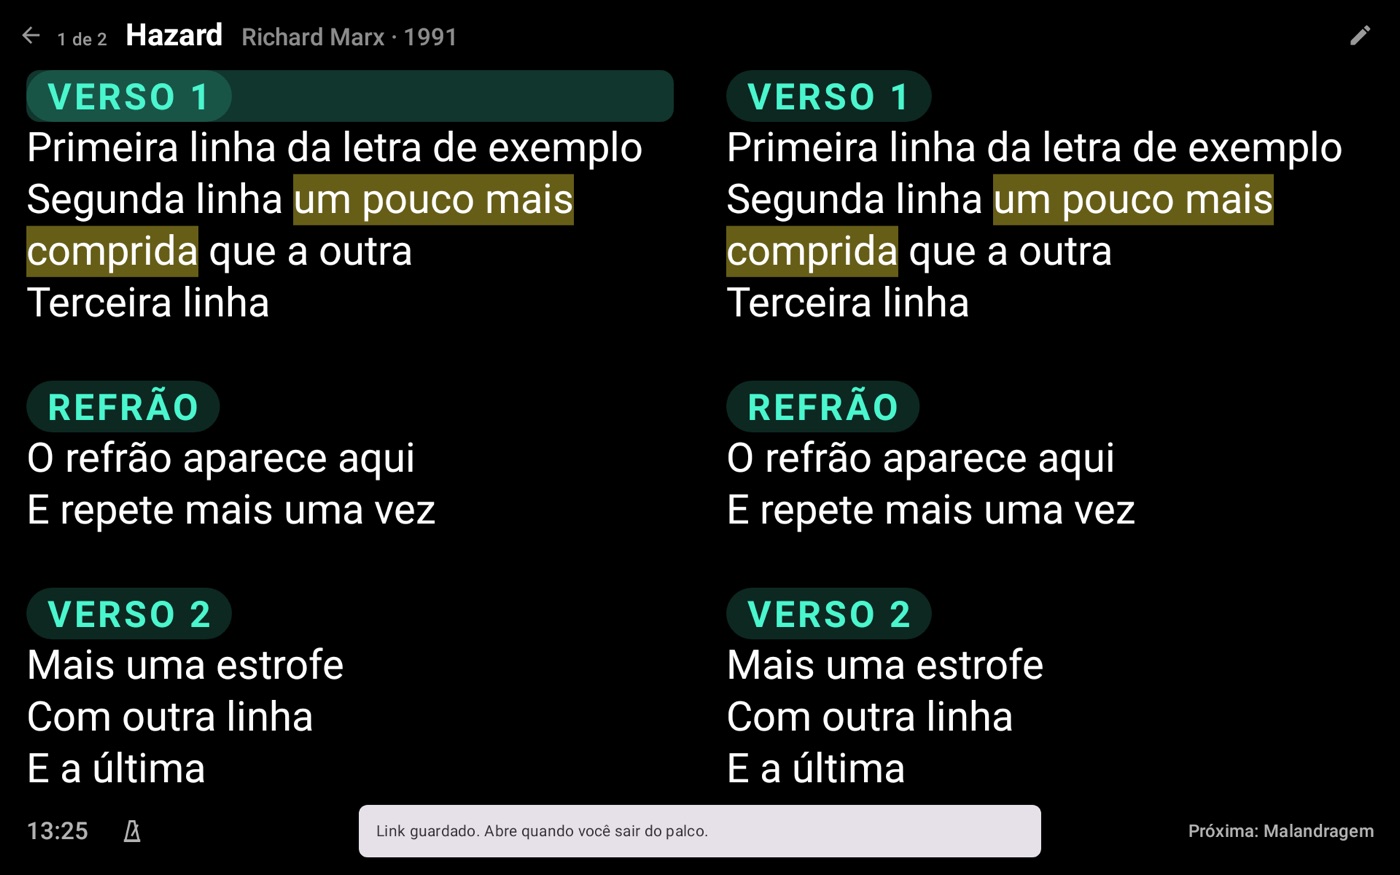 1 de 2 Hazard Richard Marx · 1991
VERSO 1
Primeira linha da letra de exemplo
Segunda linha um pouco mais
comprida que a outra
Terceira linha
REFRÃO
O refrão aparece aqui
E repete mais uma vez
VERSO 2
Mais uma estrofe
Com outra linha
E a última
VERSO 1
Primeira linha da letra de exemplo
Segunda linha um pouco mais
comprida que a outra
Terceira linha
REFRÃO
O refrão aparece aqui
E repete mais uma vez
VERSO 2
Mais uma estrofe
Com outra linha
E a última
13:25
Link guardado. Abre quando você sair do palco.
Próxima: Malandragem